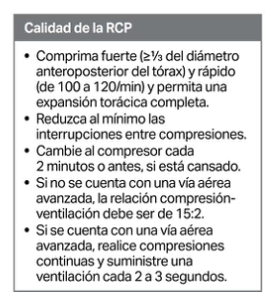 Calidad de la RCP
• Comprima fuerte (≥⅓ del diámetro
anteroposterior del tórax) y rápido
(de 100 a 120/min) y permita una
expansión torácica completa.
• Reduzca al mínimo las
interrupciones entre compresiones.
• Cambie al compresor cada
2 minutos o antes, si está cansado.
• Si no se cuenta con una vía aérea
avanzada, la relación compresión-
ventilación debe ser de 15:2.
• Si se cuenta con una vía aérea
avanzada, realice compresiones
continuas y suministre una
ventilación cada 2 a 3 segundos.